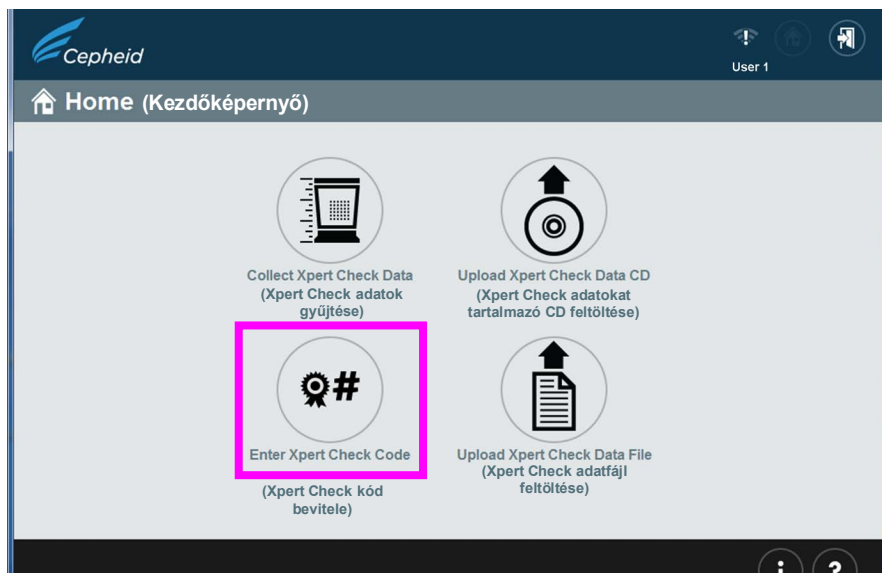 Cepheid
User 1
Home (Kezdőképernyő)
Collect Xpert Check Data
(Xpert Check adatok
gyűjtése)
Upload Xpert Check Data CD
(Xpert Check adatokat
tartalmazó CD feltöltése)
#
Enter Xpert Check Code
(Xpert Check kód
bevitele)
Upload Xpert Check Data File
(Xpert Check adatfájl
feltöltése)
i ?